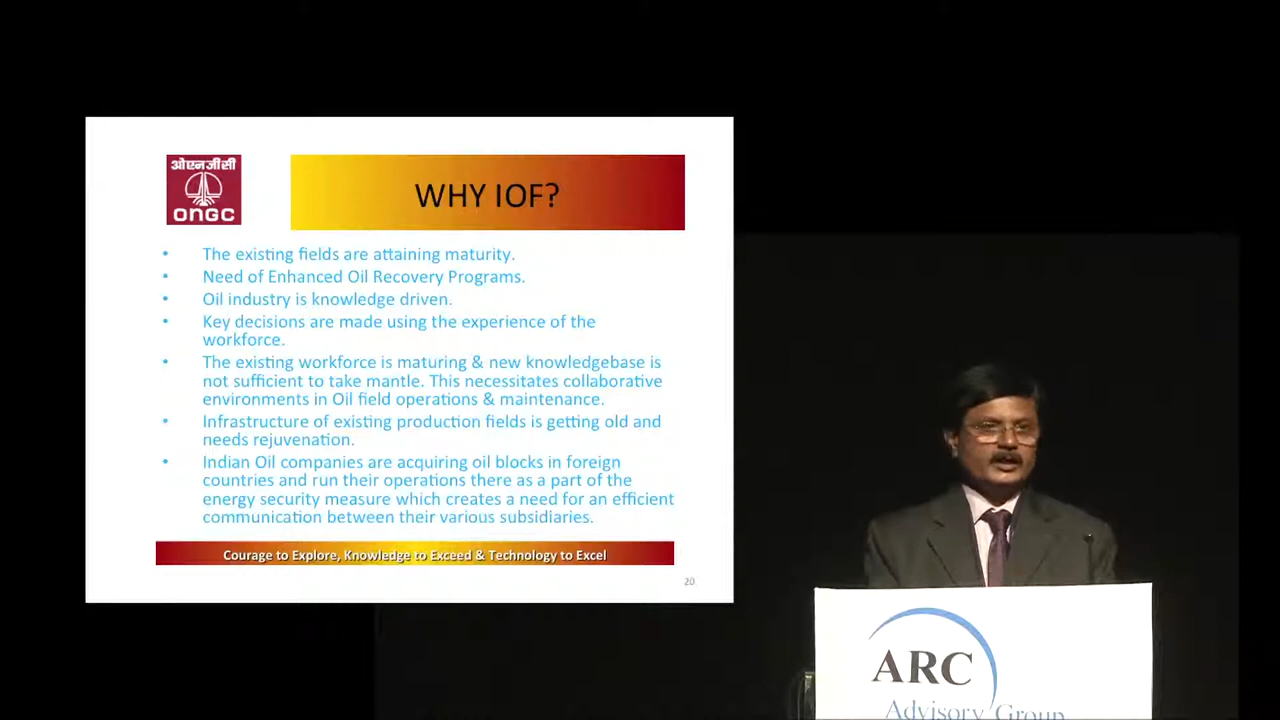 ओएनजीसी
ONGC
WHY IOF?
• The existing fields are attaining maturity.
• Need of Enhanced Oil Recovery Programs.
• Oil industry is knowledge driven.
• Key decisions are made using the experience of the
workforce.
• The existing workforce is maturing & new knowledgebase is
not sufficient to take mantle. This necessitates collaborative
environments in Oil field operations & maintenance.
• Infrastructure of existing production fields is getting old and
needs rejuvenation.
• Indian Oil companies are acquiring oil blocks in foreign
countries and run their operations there as a part of the
energy security measure which creates a need for an efficient
communication between their various subsidiaries.
Courage to Explore, Knowledge to Exceed & Technology to Excel
20
ARC
Advisory Group